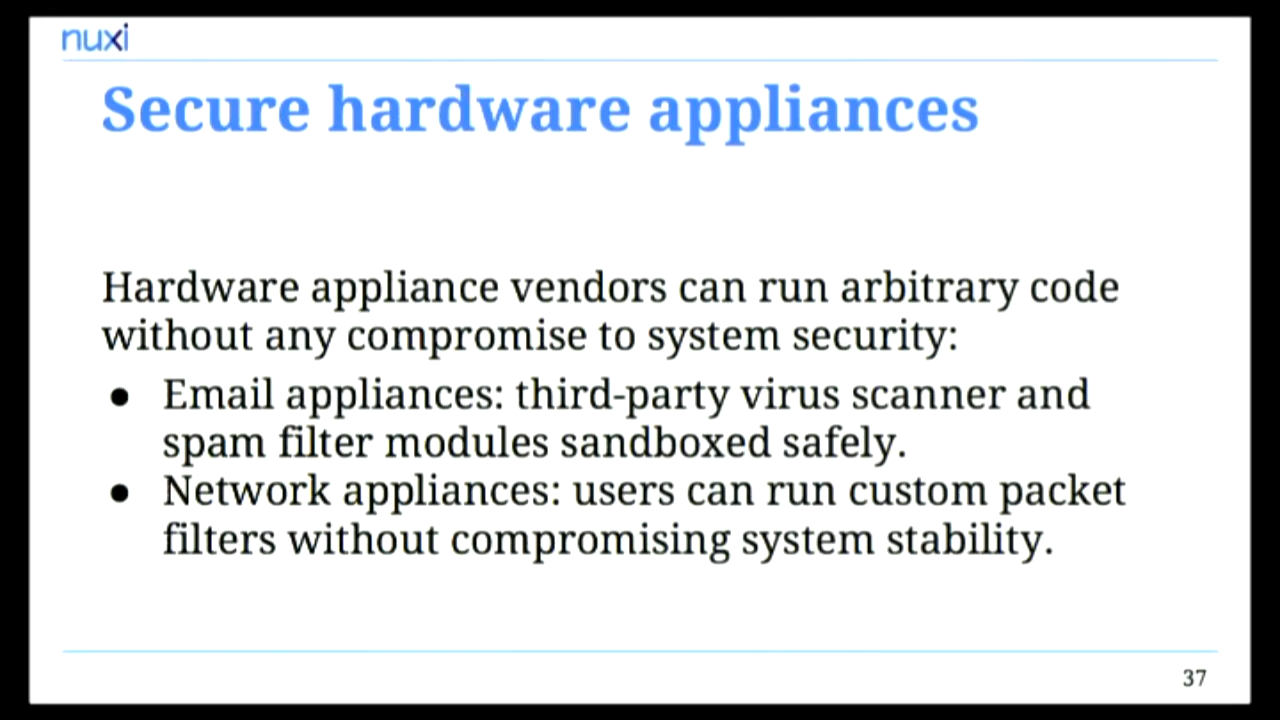 nuxi
Secure hardware appliances
Hardware appliance vendors can run arbitrary code
without any compromise to system security:
● Email appliances: third-party virus scanner and
spam filter modules sandboxed safely.
● Network appliances: users can run custom packet
filters without compromising system stability.
37